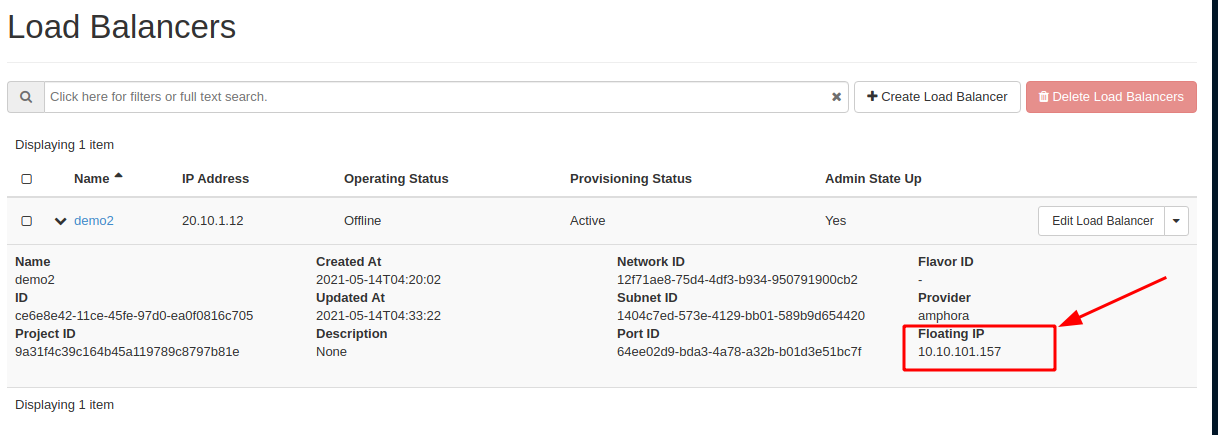 Load Balancers
Click here for filters or full text search.
Create Load Balancer
Delete Load Balancers
Displaying 1 item
Name IP Address Operating Status Provisioning Status Admin State Up
demo2 20.10.1.12 Offline Active Yes Edit Load Balancer
Name Created At Network ID Flavor ID
demo2 2021-05-14T04:20:02 12f71ae8-75d4-4df3-b934-950791900cb2 -
ID Updated At Subnet ID Provider
ce6e8e42-11ce-45fe-97d0-ea0f0816c705 2021-05-14T04:33:22 1404c7ed-573e-4129-bb01-589b9d654420 amphora
Project ID Description Port ID Floating IP
9a31f4c39c164b45a119789c8797b81e None 64ee02d9-bda3-4a78-a32b-b01d3e51bc7f 10.10.101.157
Displaying 1 item